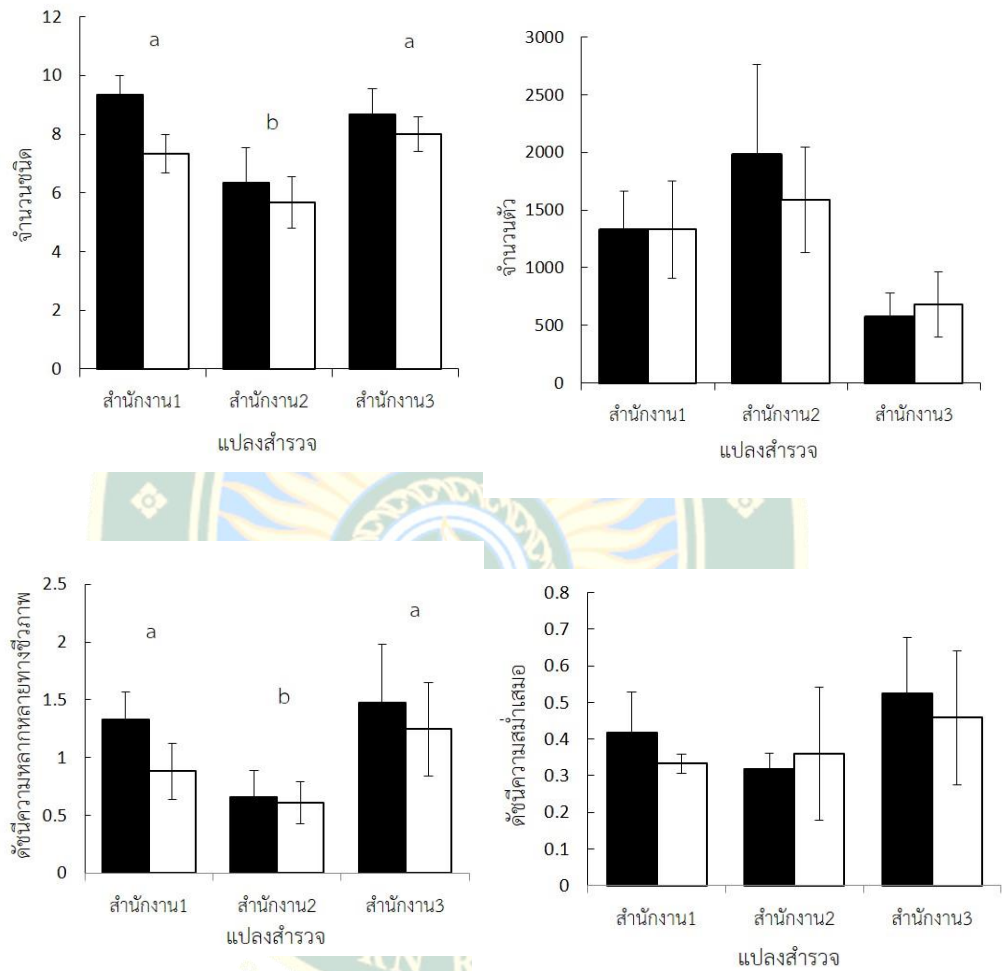 12
10
8
6
4
2
0
a
b
a
จำนวนชนิด
สำนักงาน1 สำนักงาน2 สำนักงาน3
แปลงสำรวจ
3000
2500
2000
1500
1000
500
0
จำนวนตัว
สำนักงาน1 สำนักงาน2 สำนักงาน3
แปลงสำรวจ
2.5
2
1.5
1
0.5
0
a
b
a
ดัชนีความหลากหลายทางชีวภาพ
สำนักงาน1 สำนักงาน2 สำนักงาน3
แปลงสำรวจ
0.8
0.7
0.6
0.5
0.4
0.3
0.2
0.1
0
ดัชนีความสม่ำเสมอ
สำนักงาน1 สำนักงาน2 สำนักงาน3
แปลงสำรวจ